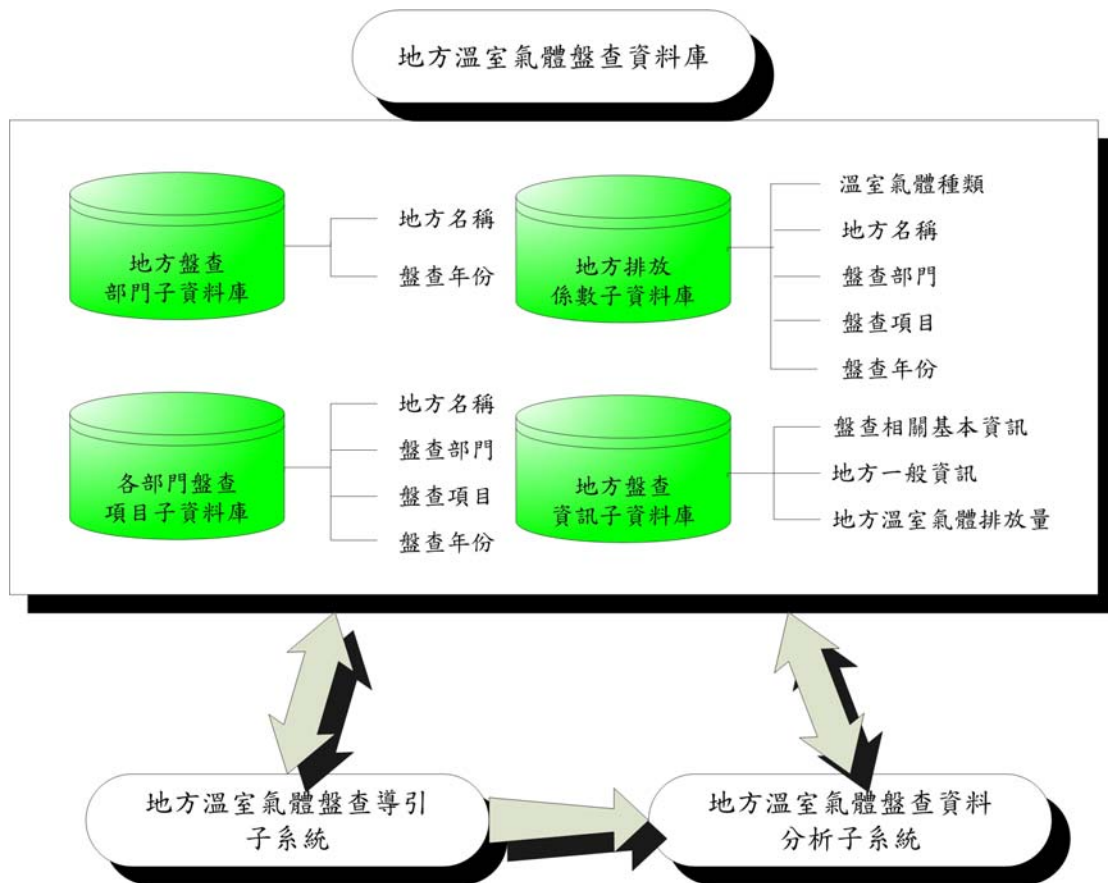 地方溫室氣體盤查資料庫
地方盤查
部門子資料庫
地方名稱
盤查年份
地方排放
係數子資料庫
溫室氣體種類
地方名稱
盤查部門
盤查項目
盤查年份
各部門盤查
項目子資料庫
地方名稱
盤查部門
盤查項目
盤查年份
地方盤查
資訊子資料庫
盤查相關基本資訊
地方一般資訊
地方溫室氣體排放量
地方溫室氣體盤查導引
子系統
地方溫室氣體盤查資料
分析子系統